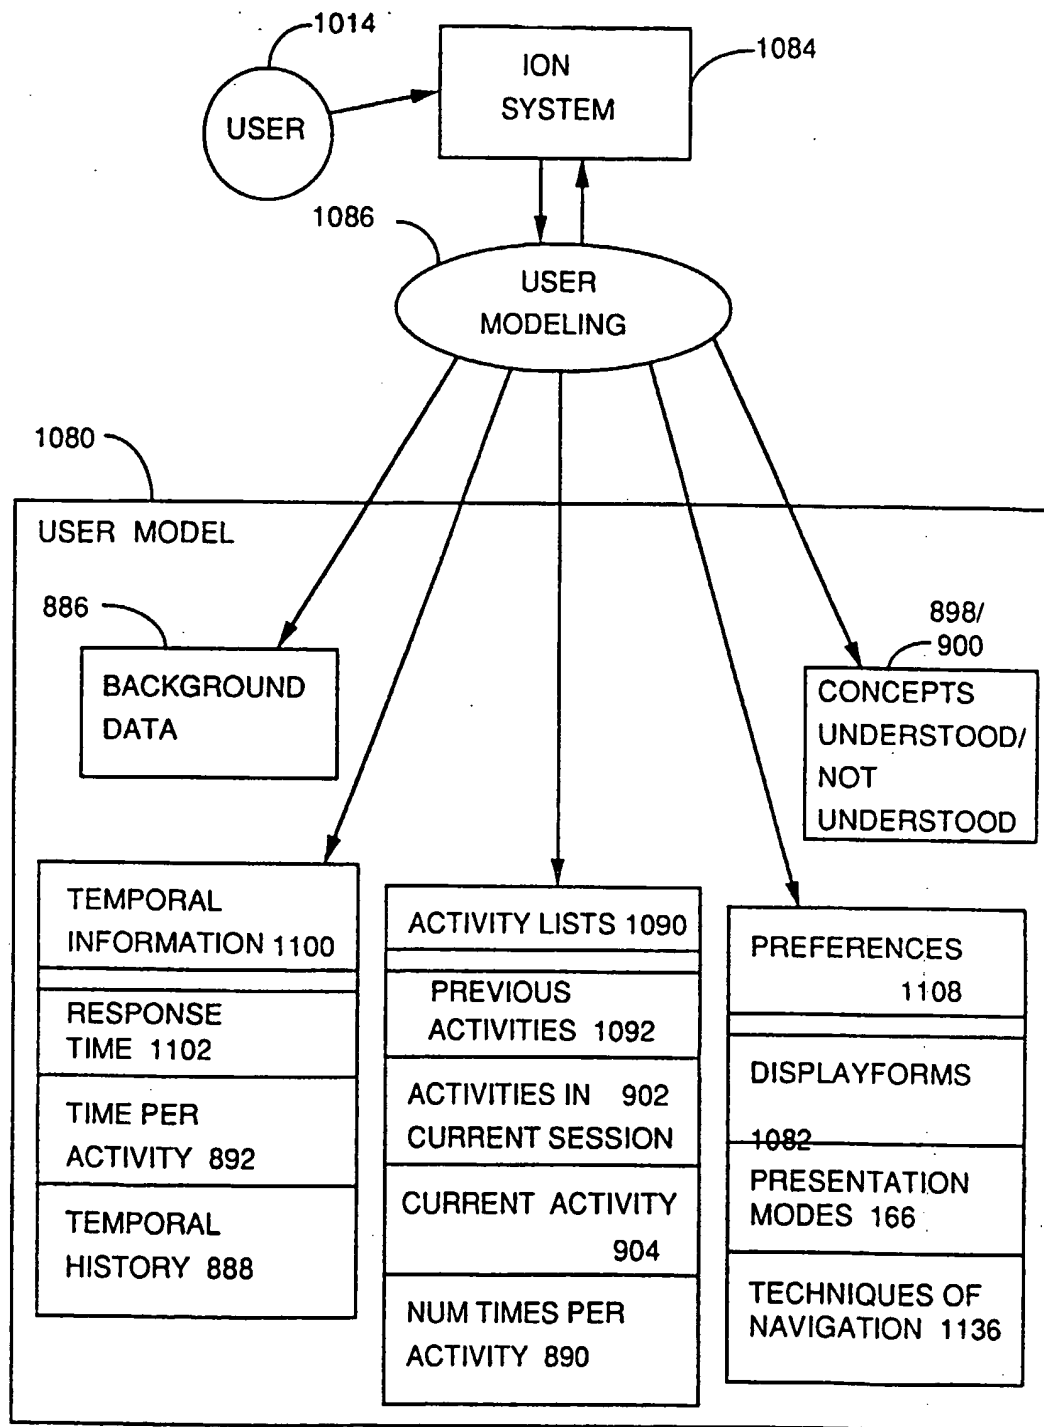 1014
ION
SYSTEM
1084
USER
1086
USER
MODELING
1080
USER MODEL
886
BACKGROUND
DATA
898/
900
CONCEPTS
UNDERSTOOD/
NOT
UNDERSTOOD
TEMPORAL
INFORMATION 1100
RESPONSE
TIME 1102
TIME PER
ACTIVITY 892
TEMPORAL
HISTORY 888
ACTIVITY LISTS 1090
PREVIOUS
ACTIVITIES 1092
ACTIVITIES IN 902
CURRENT SESSION
CURRENT ACTIVITY
904
NUM TIMES PER
ACTIVITY 890
PREFERENCES
1108
DISPLAYFORMS
1082
PRESENTATION
MODES 166
TECHNIQUES OF
NAVIGATION 1136